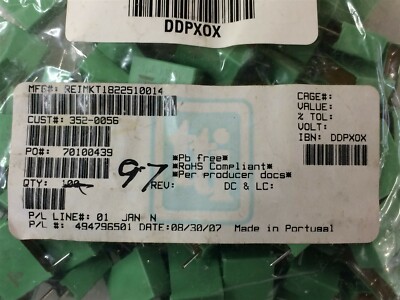 DDPXOX
MFG#: REIMKT1822510014
CUST#: 352-0056
PO#: 70100439
QTY: 100 97
REV:
DC & LC:
*Pb free*
*RoHS Compliant*
*Per producer docs*
CAGE#:
VALUE:
% TOL:
VOLT:
IBN: DDPXOX
P/L LINE#: 01 JAN N
P/L #: 494796501 DATE:08/30/07 Made in Portugal